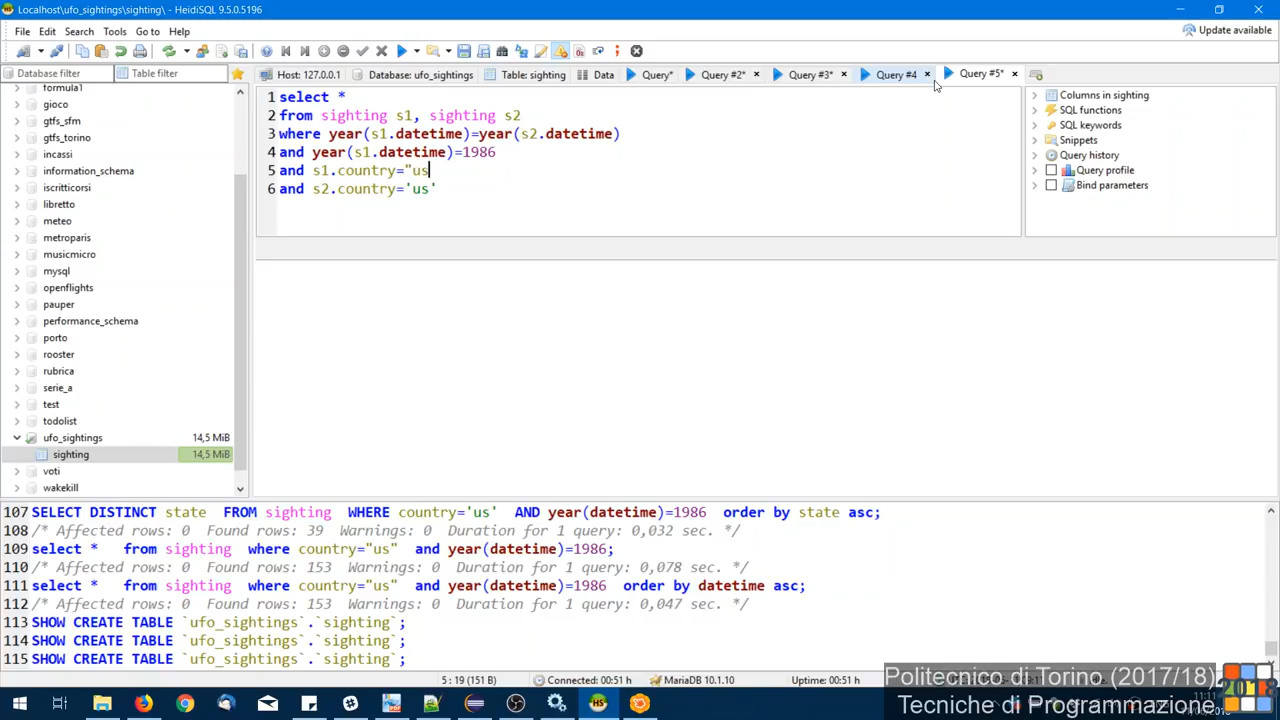 Localhost\ufo_sightings\sighting\ - HeidiSQL 9.5.0.5196
File Edit Search Tools Go to Help
Update available
Database filter Table filter Host: 127.0.0.1 Database: ufo_sightings Table: sighting Data Query* Query #2* Query #3* Query #4 Query #5*
formula1
gioco
gtfs_sfm
gtfs_torino
incassi
information_schema
iscritticorsi
libretto
meteo
metroparis
musicmicro
mysql
openflights
pauper
performance_schema
porto
rooster
rubrica
serie_a
test
todolist
ufo_sightings 14,5 MiB
sighting 14,5 MiB
voti
wakekill
1 select *
2 from sighting s1, sighting s2
3 where year(s1.datetime)=year(s2.datetime)
4 and year(s1.datetime)=1986
5 and s1.country="us
6 and s2.country='us'
Columns in sighting
SQL functions
SQL keywords
Snippets
Query history
Query profile
Bind parameters
107 SELECT DISTINCT state FROM sighting WHERE country='us' AND year(datetime)=1986 order by state asc;
108 /* Affected rows: 0 Found rows: 39 Warnings: 0 Duration for 1 query: 0,032 sec. */
109 select * from sighting where country="us" and year(datetime)=1986;
110 /* Affected rows: 0 Found rows: 153 Warnings: 0 Duration for 1 query: 0,078 sec. */
111 select * from sighting where country="us" and year(datetime)=1986 order by datetime asc;
112 /* Affected rows: 0 Found rows: 153 Warnings: 0 Duration for 1 query: 0,047 sec. */
113 SHOW CREATE TABLE `ufo_sightings`.`sighting`;
114 SHOW CREATE TABLE `ufo_sightings`.`sighting`;
115 SHOW CREATE TABLE `ufo_sightings`.`sighting`;
5 : 19 (151 B) Connected: 00:51 h MariaDB 10.1.10 Uptime: 00:51 h
Politecnico di Torino (2017/18)
Tecniche di Programmazione
2018
11:11